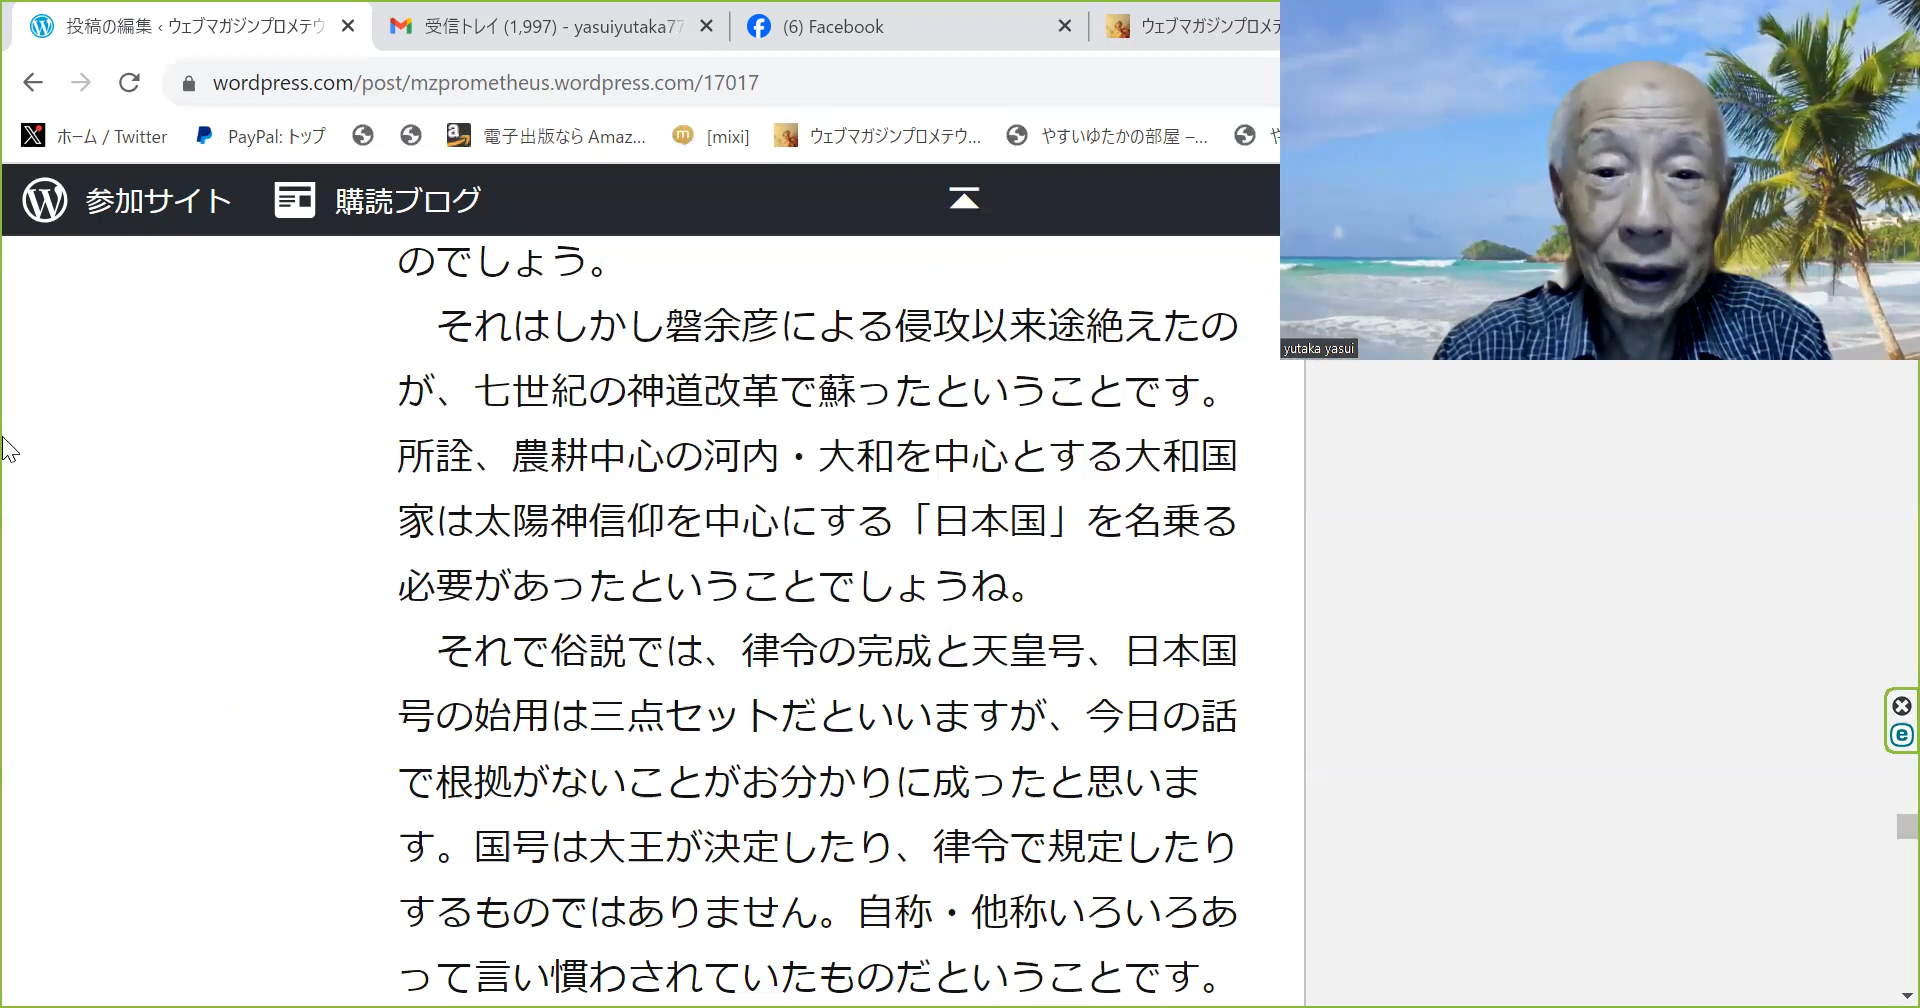 投稿の編集 ‹ ウェブマガジンプロメテウ
受信トレイ (1,997) - yasuiyutaka77
(6) Facebook
ウェブマガジンプロメテ
wordpress.com/post/mzprometheus.wordpress.com/17017
ホーム / Twitter
PayPal: トップ
電子出版なら Amaz...
[mixi]
ウェブマガジンプロメテウ...
やすいゆたかの部屋 –...
や
参加サイト
購読ブログ
yutaka yasui
のでしょう。
それはしかし磐余彦による侵攻以来途絶えたの
が、七世紀の神道改革で蘇ったということです。
所詮、農耕中心の河内・大和を中心とする大和国
家は太陽神信仰を中心にする「日本国」を名乗る
必要があったということでしょうね。
それで俗説では、律令の完成と天皇号、日本国
号の始用は三点セットだといいますが、今日の話
で根拠がないことがお分かりに成ったと思いま
す。国号は大王が決定したり、律令で規定したり
するものではありません。自称・他称いろいろあ
って言い慣わされていたものだということです。